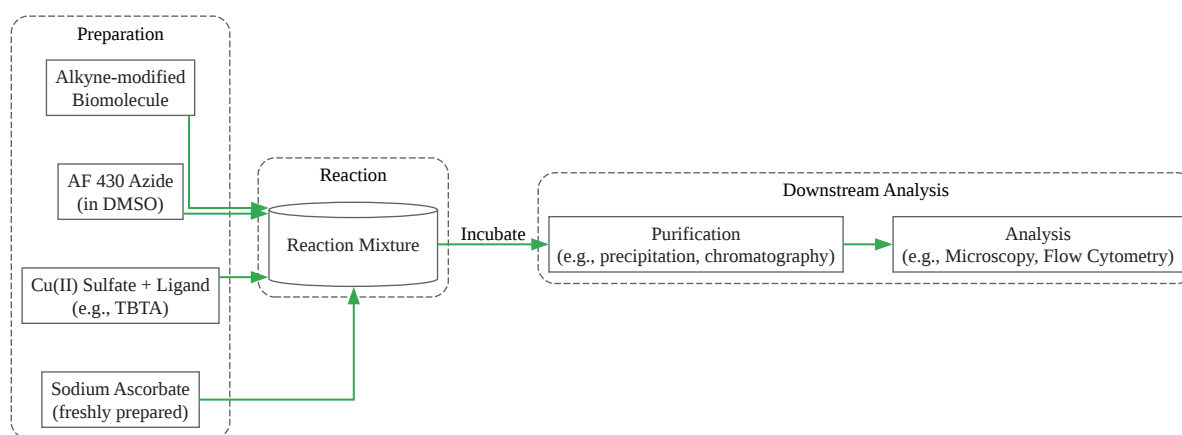 Preparation
Alkyne-modified
Biomolecule
AF 430 Azide
(in DMSO)
Cu(II) Sulfate + Ligand
(e.g., TBTA)
Sodium Ascorbate
(freshly prepared)
Reaction
Reaction Mixture
Incubate
Downstream Analysis
Purification
(e.g., precipitation, chromatography)
Analysis
(e.g., Microscopy, Flow Cytometry)